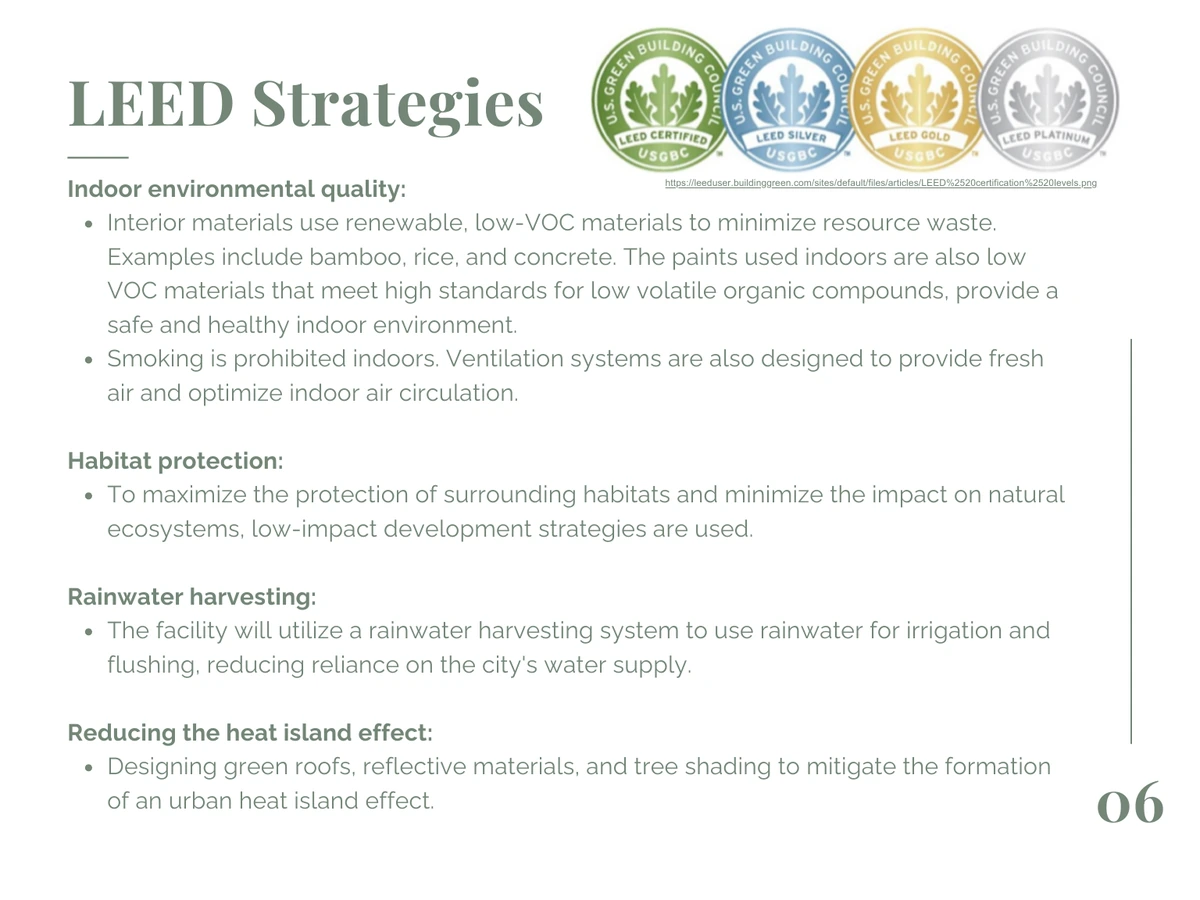 LEED Strategies
U.S. GREEN BUILDING COUNCIL
LEED CERTIFIED
USGBC
U.S. GREEN BUILDING COUNCIL
LEED SILVER
USGBC
U.S. GREEN BUILDING COUNCIL
LEED GOLD
USGBC
U.S. GREEN BUILDING COUNCIL
LEED PLATINUM
USGBC
https://leeduser.buildinggreen.com/sites/default/files/articles/LEED%2520certification%2520levels.png
Indoor environmental quality:
• Interior materials use renewable, low-VOC materials to minimize resource waste.
Examples include bamboo, rice, and concrete. The paints used indoors are also low
VOC materials that meet high standards for low volatile organic compounds, provide a
safe and healthy indoor environment.
• Smoking is prohibited indoors. Ventilation systems are also designed to provide fresh
air and optimize indoor air circulation.
Habitat protection:
• To maximize the protection of surrounding habitats and minimize the impact on natural
ecosystems, low-impact development strategies are used.
Rainwater harvesting:
• The facility will utilize a rainwater harvesting system to use rainwater for irrigation and
flushing, reducing reliance on the city's water supply.
Reducing the heat island effect:
• Designing green roofs, reflective materials, and tree shading to mitigate the formation
of an urban heat island effect.
06